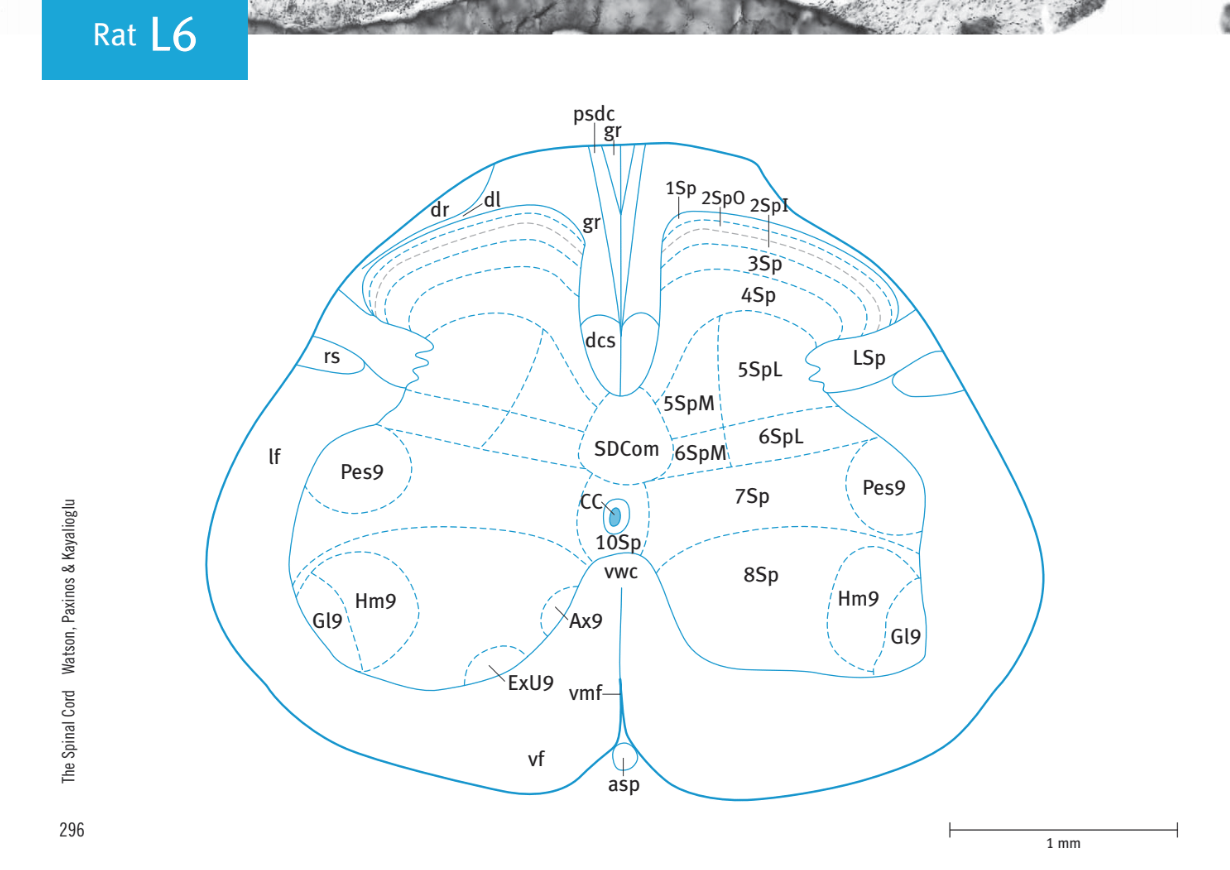 Rat L6
psdc
gr
1Sp
2SpO
2SpI
dr
dl
gr
3Sp
4Sp
dcs
rs
LSp
5SpL
5SpM
6SpL
SDCom
6SpM
lf
Pes9
Pes9
7Sp
CC
10Sp
vwc
8Sp
Hm9
Hm9
Gl9
Ax9
Gl9
ExU9
vmf
vf
asp
The Spinal Cord Watson, Paxinos & Kayalioglu
296
1 mm